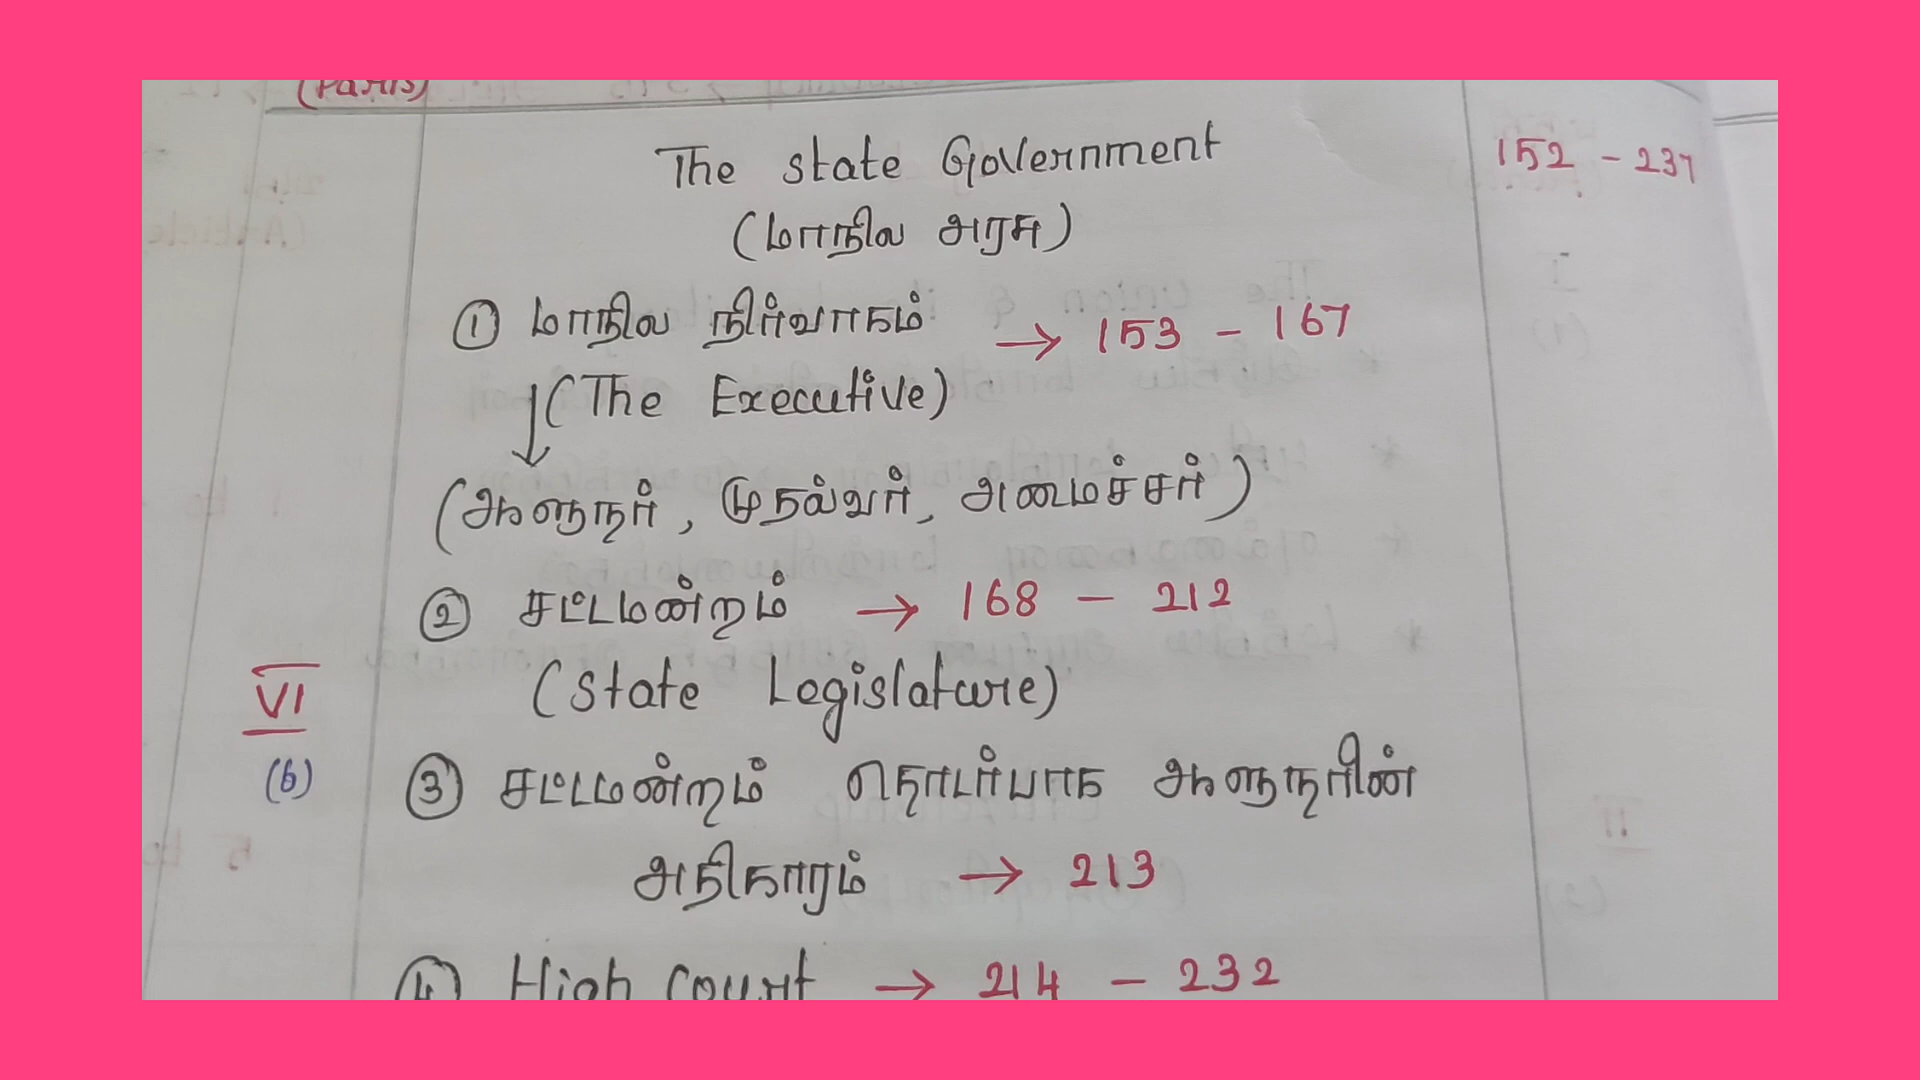 (Parts)
The state Government
152 - 237
(மாநில அரசு)
① மாநில நிர்வாகம் → 153 - 167
↓ (The Executive)
(ஆளுநர், முதல்வர், அமைச்சர்)
② சட்டமன்றம் → 168 - 212
VI
(State Legislature)
(6)
③ சட்டமன்றம் தொடர்பாக ஆளுநரின்
அதிகாரம் → 213
④ High Court → 214 - 232